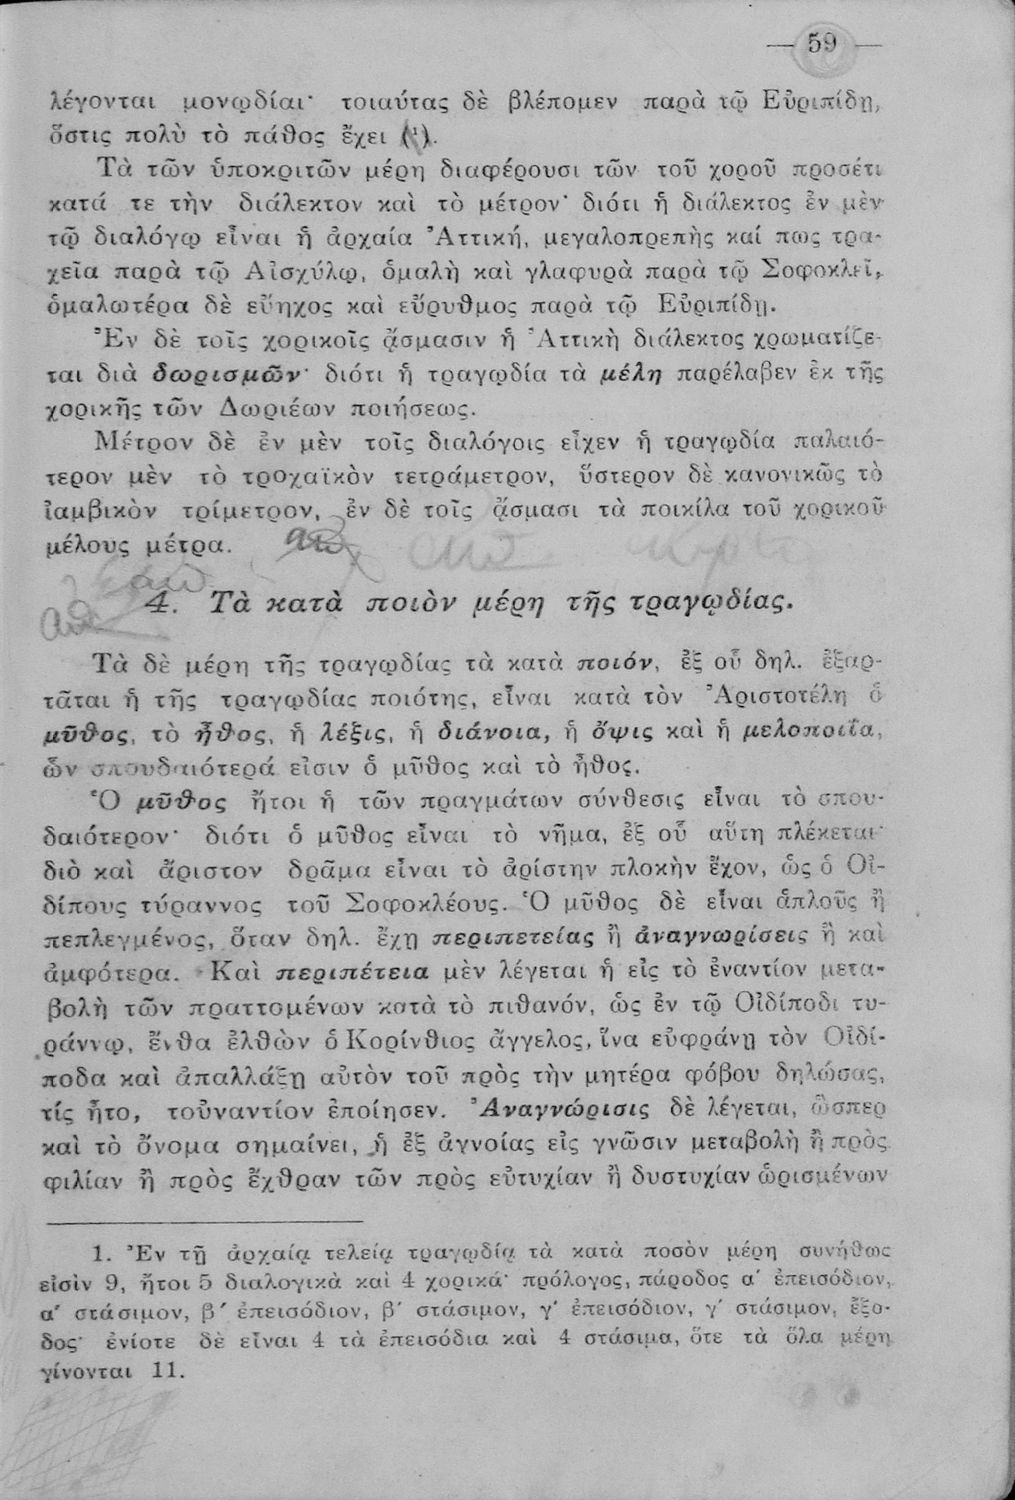 — 59 —
λέγονται μονῳδίαι· τοιαύτας δὲ βλέπομεν παρὰ τῷ Εὐριπίδῃ,
ὅστις πολὺ τὸ πάθος ἔχει (¹).
Τὰ τῶν ὑποκριτῶν μέρη διαφέρουσι τῶν τοῦ χοροῦ προσέτι
κατά τε τὴν διάλεκτον καὶ τὸ μέτρον· διότι ἡ διάλεκτος ἐν μὲν
τῷ διαλόγῳ εἶναι ἡ ἀρχαία Ἀττική, μεγαλοπρεπὴς καί πως τρα-
χεῖα παρὰ τῷ Αἰσχύλῳ, ὁμαλὴ καὶ γλαφυρὰ παρὰ τῷ Σοφοκλεῖ,
ὁμαλωτέρα δὲ εὔηχος καὶ εὔρυθμος παρὰ τῷ Εὐριπίδῃ.
Ἐν δὲ τοῖς χορικοῖς ᾄσμασιν ἡ Ἀττικὴ διάλεκτος χρωματίζε-
ται διὰ δωρισμῶν· διότι ἡ τραγῳδία τὰ μέλη παρέλαβεν ἐκ τῆς
χορικῆς τῶν Δωριέων ποιήσεως.
Μέτρον δὲ ἐν μὲν τοῖς διαλόγοις εἶχεν ἡ τραγῳδία παλαιό-
τερον μὲν τὸ τροχαϊκὸν τετράμετρον, ὕστερον δὲ κανονικῶς τὸ
ἰαμβικὸν τρίμετρον, ἐν δὲ τοῖς ᾄσμασι τὰ ποικίλα τοῦ χορικοῦ
μέλους μέτρα.
4. Τὰ κατὰ ποιὸν μέρη τῆς τραγῳδίας.
Τὰ δὲ μέρη τῆς τραγῳδίας τὰ κατὰ ποιόν, ἐξ οὗ δηλ. ἐξαρ-
τᾶται ἡ τῆς τραγῳδίας ποιότης, εἶναι κατὰ τὸν Ἀριστοτέλη ὁ
μῦθος, τὸ ἦθος, ἡ λέξις, ἡ διάνοια, ἡ ὄψις καὶ ἡ μελοποιΐα,
ὧν σπουδαιότερά εἰσιν ὁ μῦθος καὶ τὸ ἦθος.
Ὁ μῦθος ἤτοι ἡ τῶν πραγμάτων σύνθεσις εἶναι τὸ σπου-
δαιότερον· διότι ὁ μῦθος εἶναι τὸ νῆμα, ἐξ οὗ αὕτη πλέκεται·
διὸ καὶ ἄριστον δρᾶμα εἶναι τὸ ἀρίστην πλοκὴν ἔχον, ὡς ὁ Οἰ-
δίπους τύραννος τοῦ Σοφοκλέους. Ὁ μῦθος δὲ εἶναι ἁπλοῦς ἢ
πεπλεγμένος, ὅταν δηλ. ἔχῃ περιπετείας ἢ ἀναγνωρίσεις ἢ καὶ
ἀμφότερα. Καὶ περιπέτεια μὲν λέγεται ἡ εἰς τὸ ἐναντίον μετα-
βολὴ τῶν πραττομένων κατὰ τὸ πιθανόν, ὡς ἐν τῷ Οἰδίποδι τυ-
ράννῳ, ἔνθα ἐλθὼν ὁ Κορίνθιος ἄγγελος, ἵνα εὐφράνῃ τὸν Οἰδί-
ποδα καὶ ἀπαλλάξῃ αὐτὸν τοῦ πρὸς τὴν μητέρα φόβου δηλώσας,
τίς ἦτο, τοὐναντίον ἐποίησεν. Ἀναγνώρισις δὲ λέγεται, ὥσπερ
καὶ τὸ ὄνομα σημαίνει, ἡ ἐξ ἀγνοίας εἰς γνῶσιν μεταβολὴ ἢ πρὸς
φιλίαν ἢ πρὸς ἔχθραν τῶν πρὸς εὐτυχίαν ἢ δυστυχίαν ὡρισμένων
1. Ἐν τῇ ἀρχαίᾳ τελείᾳ τραγῳδίᾳ τὰ κατὰ ποσὸν μέρη συνήθως
εἰσὶν 9, ἤτοι 5 διαλογικὰ καὶ 4 χορικά· πρόλογος, πάροδος α΄ ἐπεισόδιον,
α΄ στάσιμον, β΄ ἐπεισόδιον, β΄ στάσιμον, γ΄ ἐπεισόδιον, γ΄ στάσιμον, ἔξο-
δος· ἐνίοτε δὲ εἶναι 4 τὰ ἐπεισόδια καὶ 4 στάσιμα, ὅτε τὰ ὅλα μέρη
γίνονται 11.